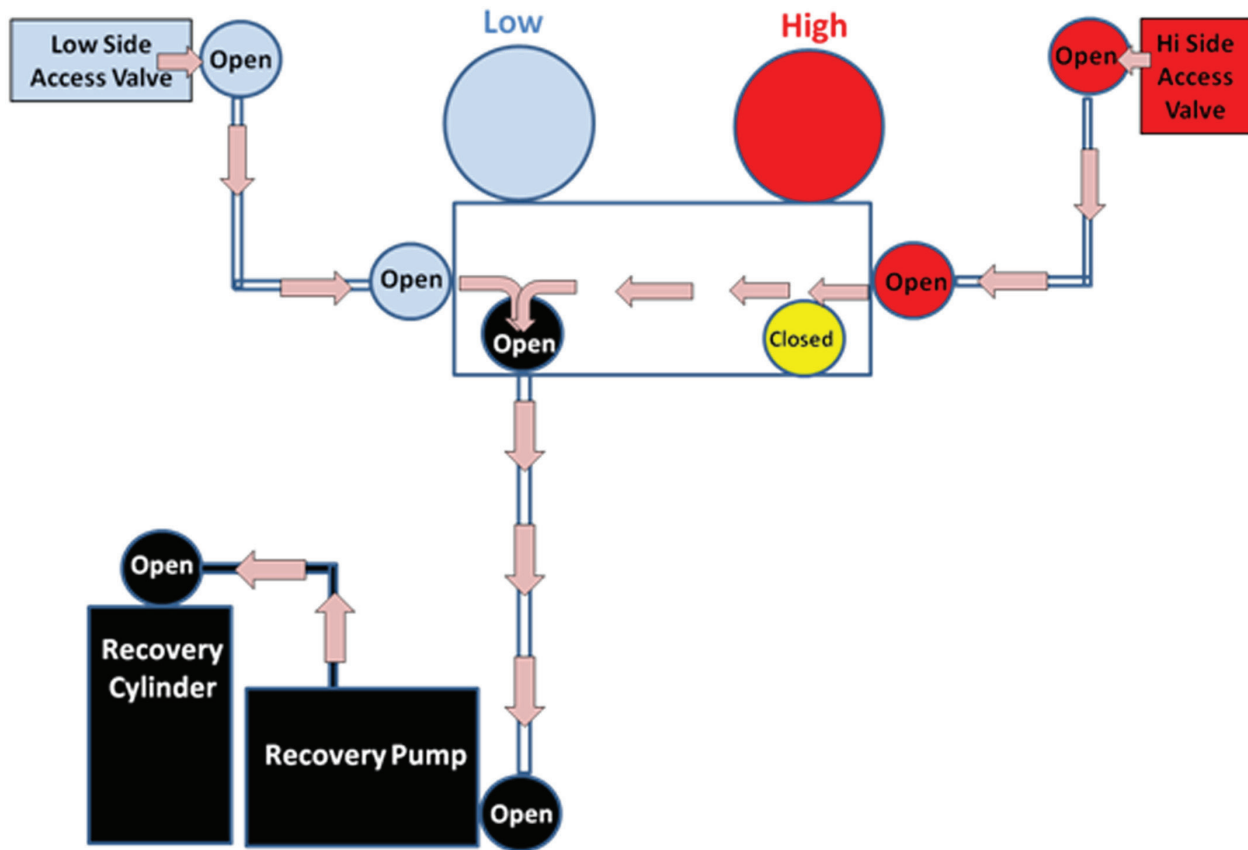 Low
High
Low Side
Access Valve
Open
Open
Hi Side
Access
Valve
Open
Open
Open
Closed
Open
Recovery
Cylinder
Recovery Pump
Open